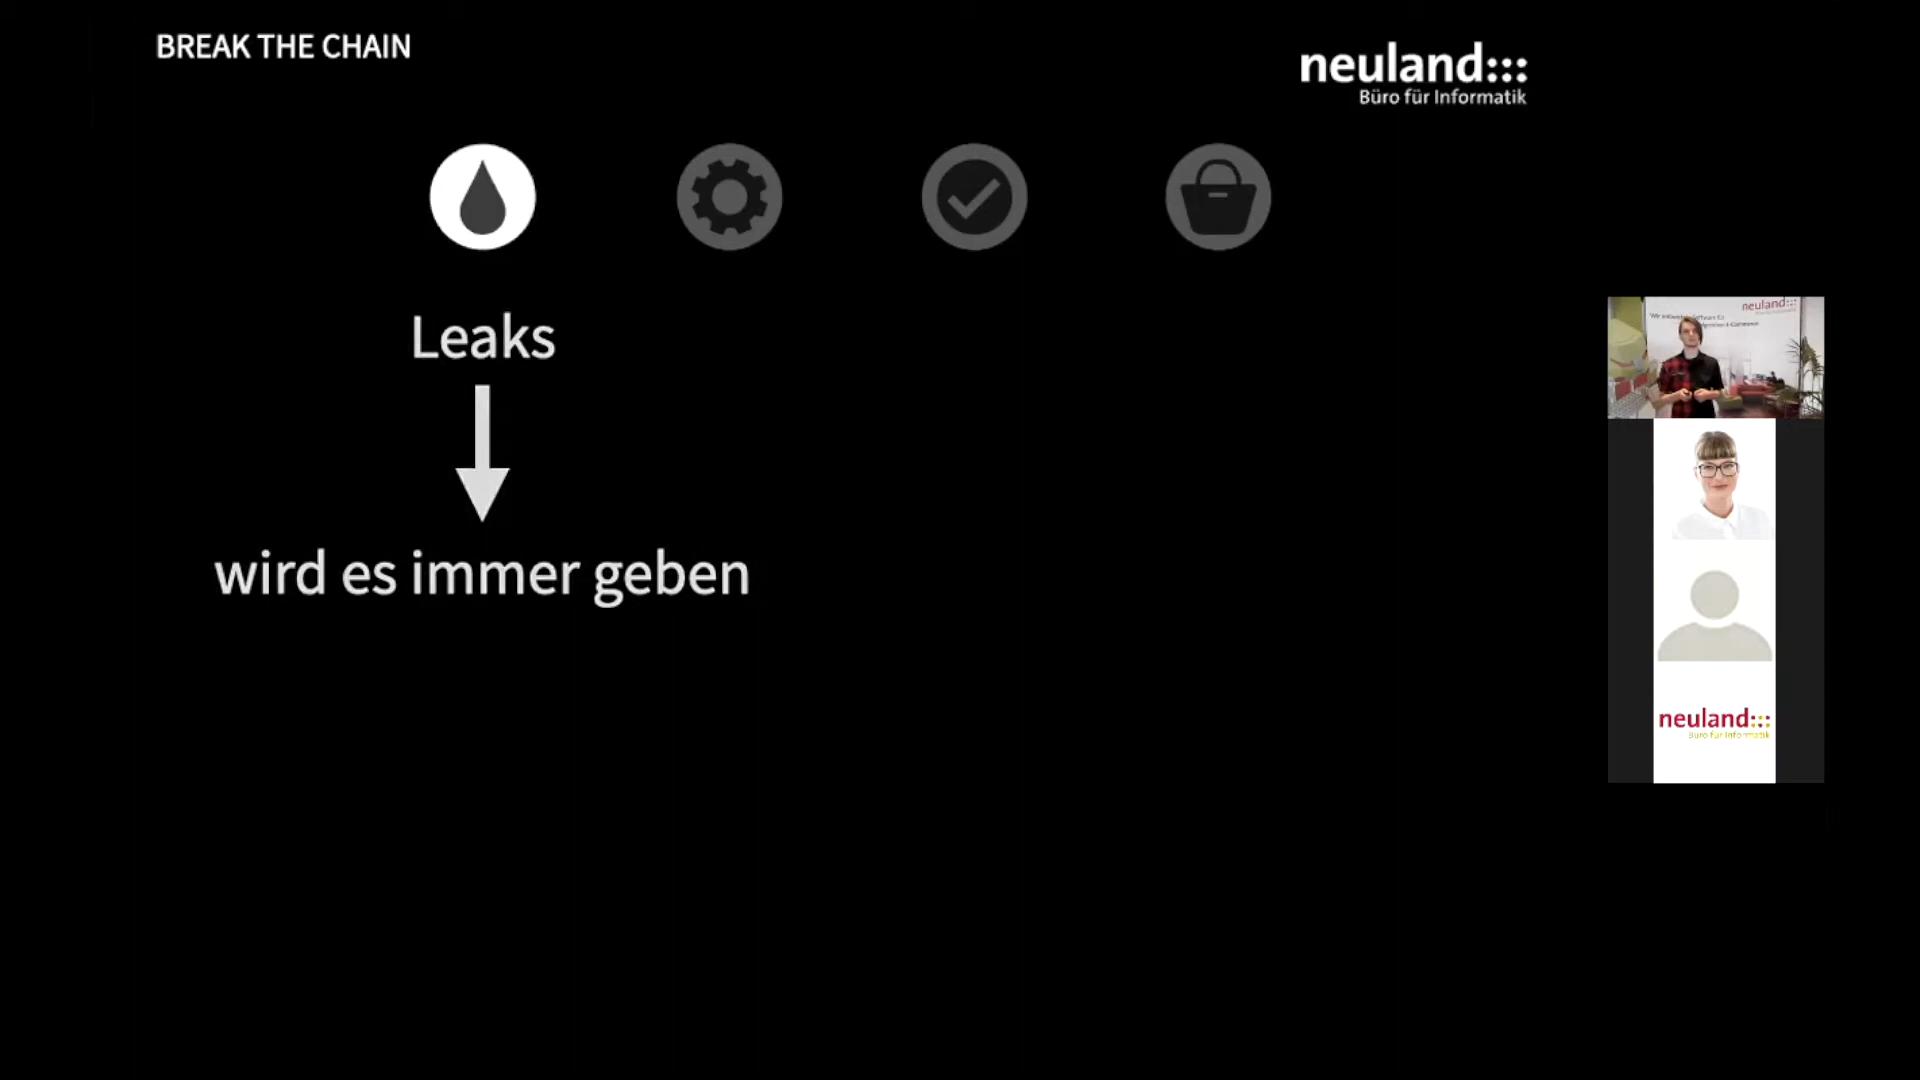 BREAK THE CHAIN
neuland:::
Büro für Informatik
Leaks
wird es immer geben
neuland:::
neuland:::
Büro für Informatik